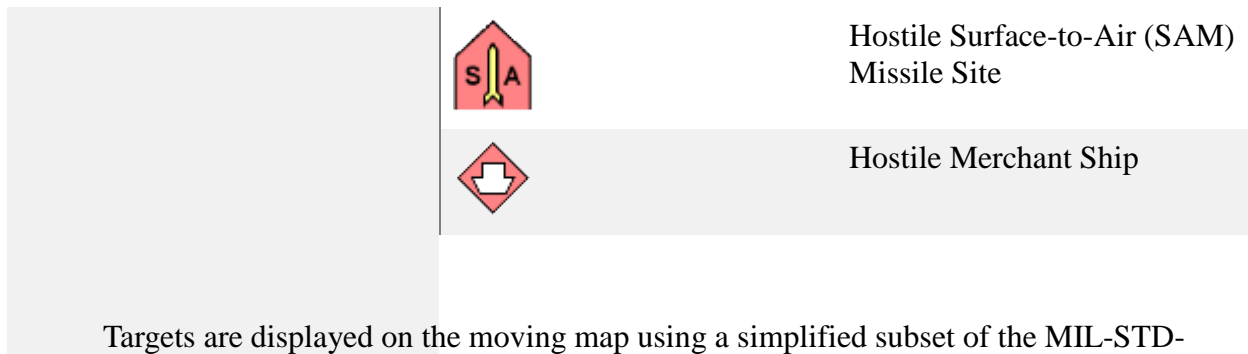 S A
Hostile Surface-to-Air (SAM)
Missile Site
Hostile Merchant Ship
Targets are displayed on the moving map using a simplified subset of the MIL-STD-